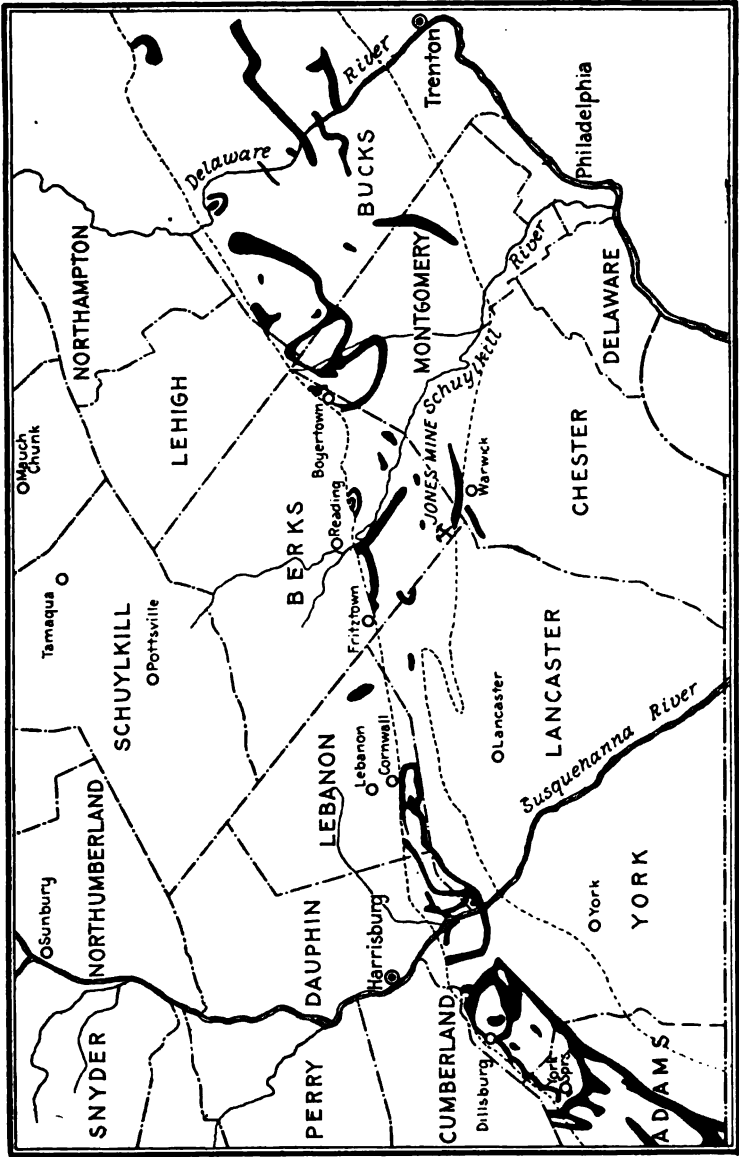 Mauch
Chunk
NORTHAMPTON
Delaware
River
Trenton
BUCKS
Philadelphia
LEHIGH
MONTGOMERY
River
DELAWARE
Tamaqua
Boyertown
Schuylkill
SCHUYLKILL
Pottsville
BERKS
Reading
JONES MINE
Warwick
CHESTER
Fritztown
NORTHUMBERLAND
LEBANON
Lebanon
Cornwall
Lancaster
LANCASTER
Susquehanna River
Sunbury
DAUPHIN
Harrisburg
York
YORK
SNYDER
PERRY
CUMBERLAND
Dillsburg
York
Sprs.
ADAMS